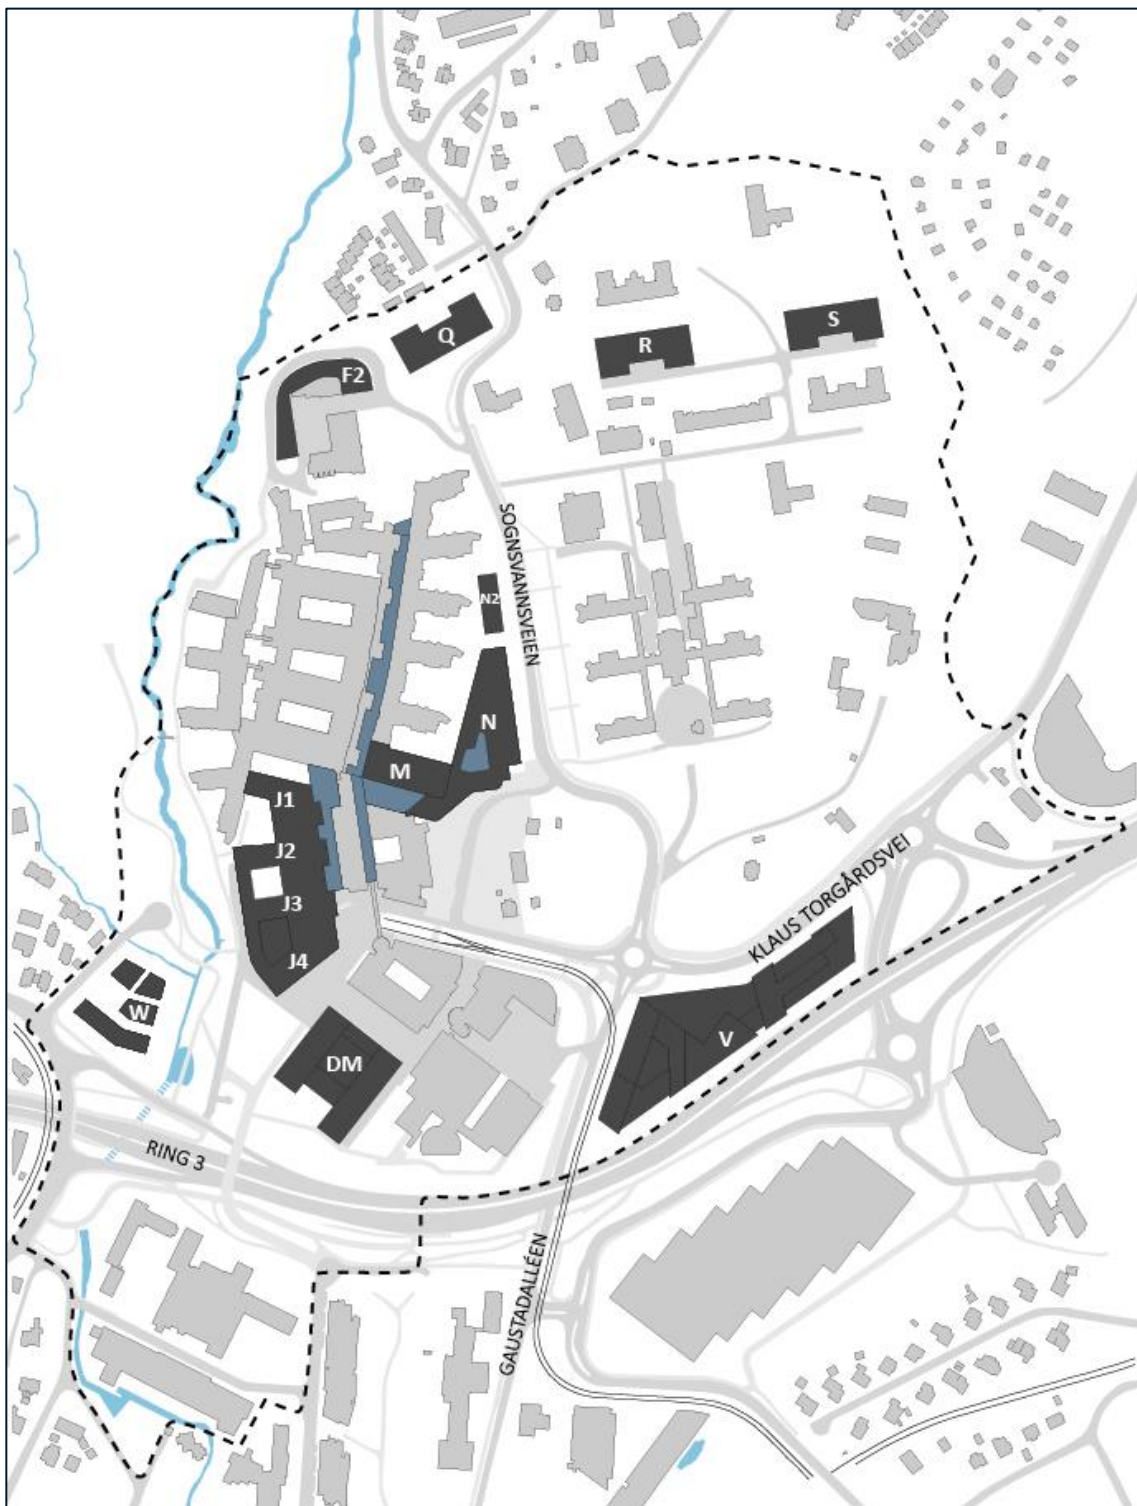 S
Q
R
F2
SOGNSVANNSVEIEN
N2
N
M
J1
J2
J3
J4
KLAUS TORGÅRDSVEI
W
V
DM
RING 3
GAUSTADALLÉEN